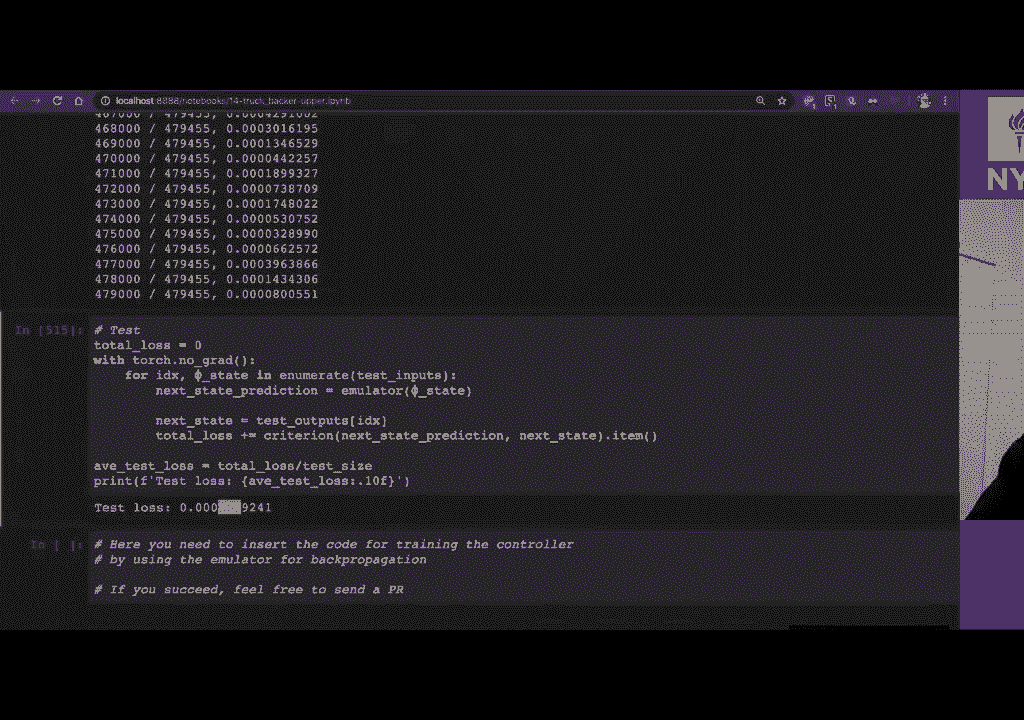 localhost:8888/notebooks/14-truck_backer-upper.ipynb
468000 / 479455, 0.0003016195
469000 / 479455, 0.0001346529
470000 / 479455, 0.0000442257
471000 / 479455, 0.0001899327
472000 / 479455, 0.0000738709
473000 / 479455, 0.0001748022
474000 / 479455, 0.0000530752
475000 / 479455, 0.0000328990
476000 / 479455, 0.0000662572
477000 / 479455, 0.0003963866
478000 / 479455, 0.0001434306
479000 / 479455, 0.0000800551
In [515]: # Test
total_loss = 0
with torch.no_grad():
for idx, ϕ_state in enumerate(test_inputs):
next_state_prediction = emulator(ϕ_state)
next_state = test_outputs[idx]
total_loss += criterion(next_state_prediction, next_state).item()
ave_test_loss = total_loss/test_size
print(f'Test loss: {ave_test_loss:.10f}')
Test loss: 0.000 9241
In [ ]: # Here you need to insert the code for training the controller
# by using the emulator for backpropagation
# If you succeed, feel free to send a PR
NY